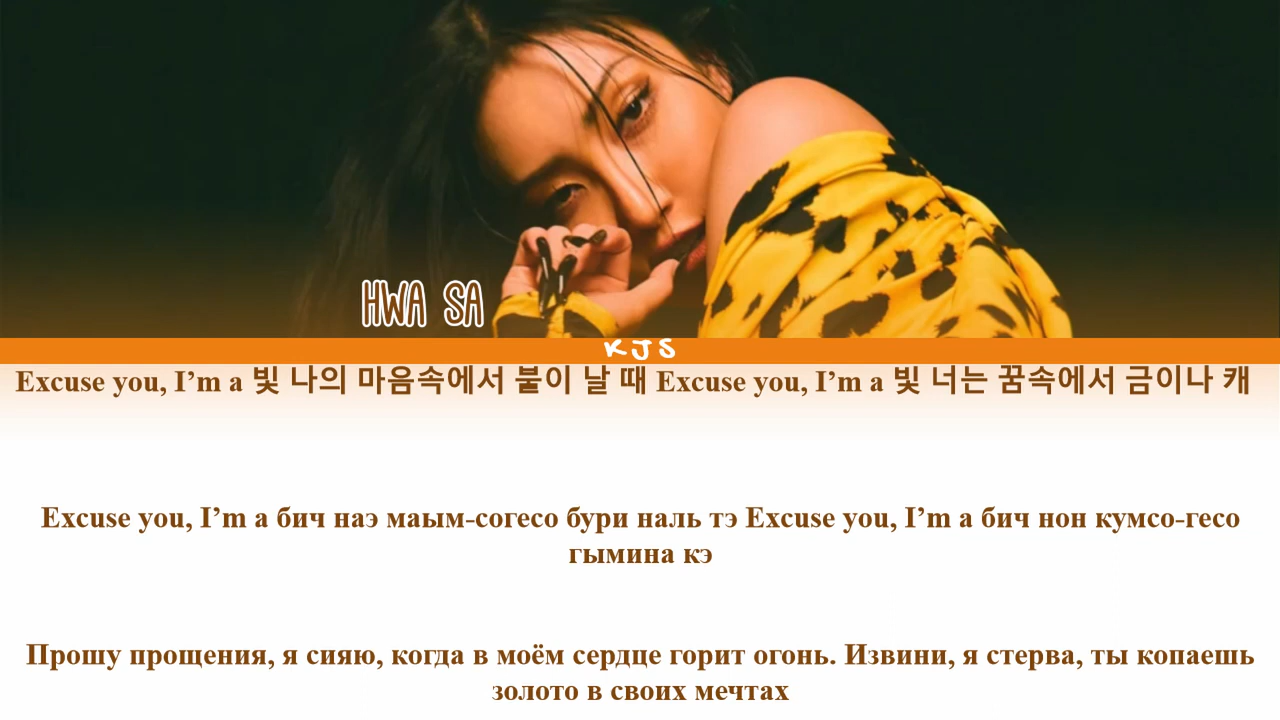 HWA SA
KJS
Excuse you, I’m a 빛 나의 마음속에서 불이 날 때 Excuse you, I’m a 빛 너는 꿈속에서 금이나 캐
Excuse you, I’m a бич наэ маым-согесо бури наль тэ Excuse you, I’m a бич нон кумсо-гесо
гымина кэ
Прошу прощения, я сияю, когда в моём сердце горит огонь. Извини, я стерва, ты копаешь
золото в своих мечтах